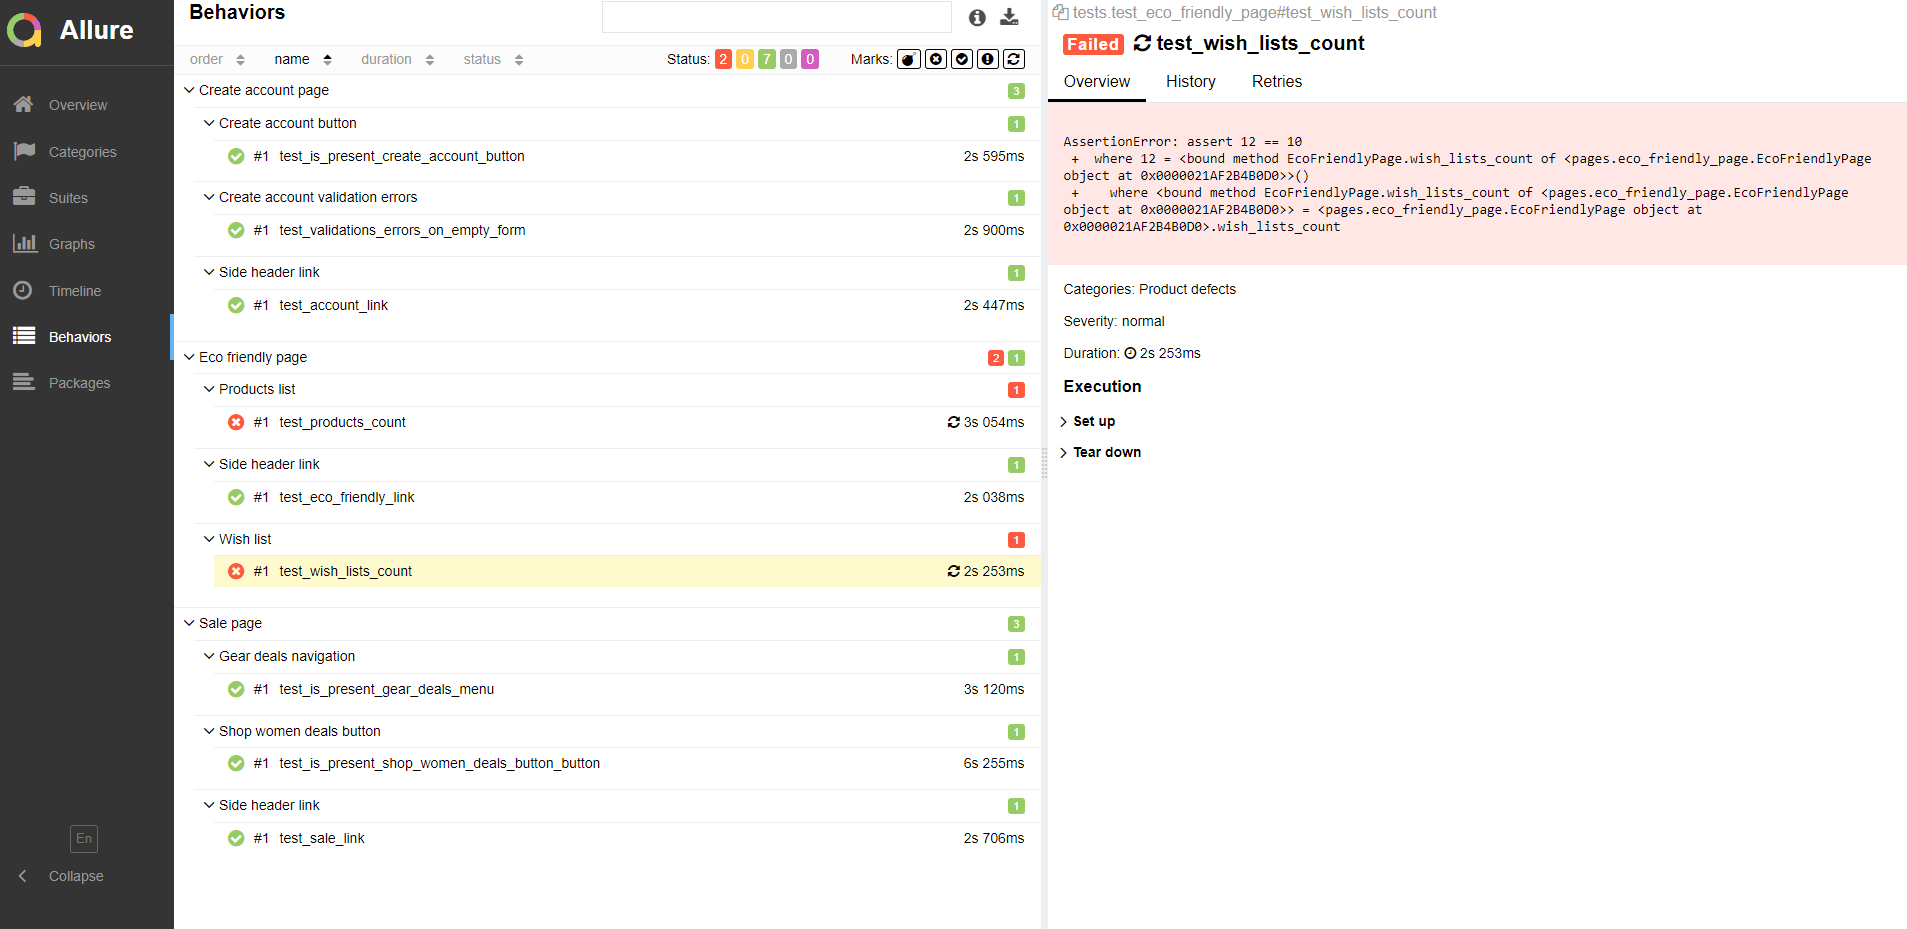 Allure
Overview
Categories
Suites
Graphs
Timeline
Behaviors
Packages
En
Collapse
Behaviors
order name duration status Status: 2 0 7 0 0 Marks:
Create account page 3
Create account button 1
#1 test_is_present_create_account_button 2s 595ms
Create account validation errors 1
#1 test_validations_errors_on_empty_form 2s 900ms
Side header link 1
#1 test_account_link 2s 447ms
Eco friendly page 2 1
Products list 1
#1 test_products_count 3s 054ms
Side header link 1
#1 test_eco_friendly_link 2s 038ms
Wish list 1
#1 test_wish_lists_count 2s 253ms
Sale page 3
Gear deals navigation 1
#1 test_is_present_gear_deals_menu 3s 120ms
Shop women deals button 1
#1 test_is_present_shop_women_deals_button_button 6s 255ms
Side header link 1
#1 test_sale_link 2s 706ms
tests.test_eco_friendly_page#test_wish_lists_count
Failed test_wish_lists_count
Overview History Retries
AssertionError: assert 12 == 10
+ where 12 = <bound method EcoFriendlyPage.wish_lists_count of <pages.eco_friendly_page.EcoFriendlyPage
object at 0x0000021AF2B4B0D0>>()
+ where <bound method EcoFriendlyPage.wish_lists_count of <pages.eco_friendly_page.EcoFriendlyPage
object at 0x0000021AF2B4B0D0>> = <pages.eco_friendly_page.EcoFriendlyPage object at
0x0000021AF2B4B0D0>.wish_lists_count
Categories: Product defects
Severity: normal
Duration: 2s 253ms
Execution
Set up
Tear down